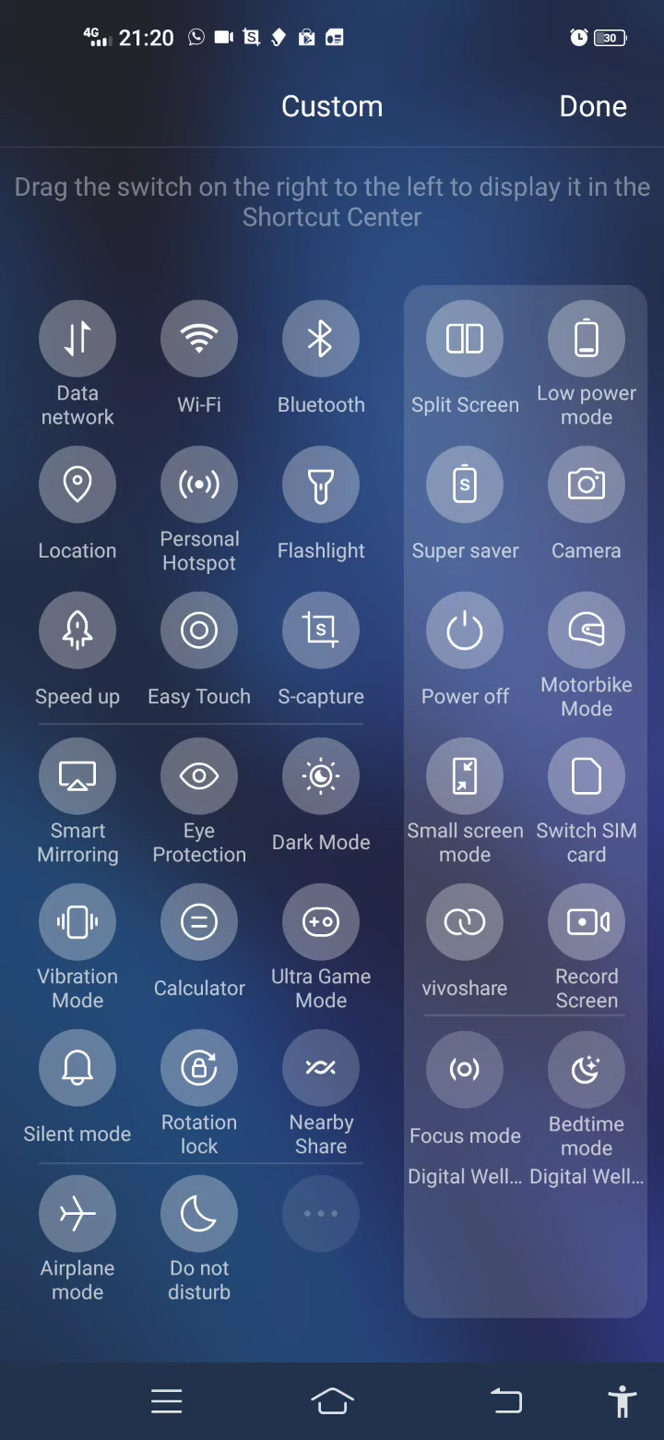 4G 21:20 30
Custom Done
Drag the switch on the right to the left to display it in the
Shortcut Center
Data
network
Wi-Fi
Bluetooth
Split Screen
Low power
mode
Location
Personal
Hotspot
Flashlight
S
Super saver
Camera
Speed up
Easy Touch
S
S-capture
Power off
Motorbike
Mode
Smart
Mirroring
Eye
Protection
Dark Mode
Small screen
mode
Switch SIM
card
Vibration
Mode
Calculator
Ultra Game
Mode
vivoshare
Record
Screen
Silent mode
Rotation
lock
Nearby
Share
Focus mode
Digital Well...
Bedtime
mode
Digital Well...
Airplane
mode
Do not
disturb